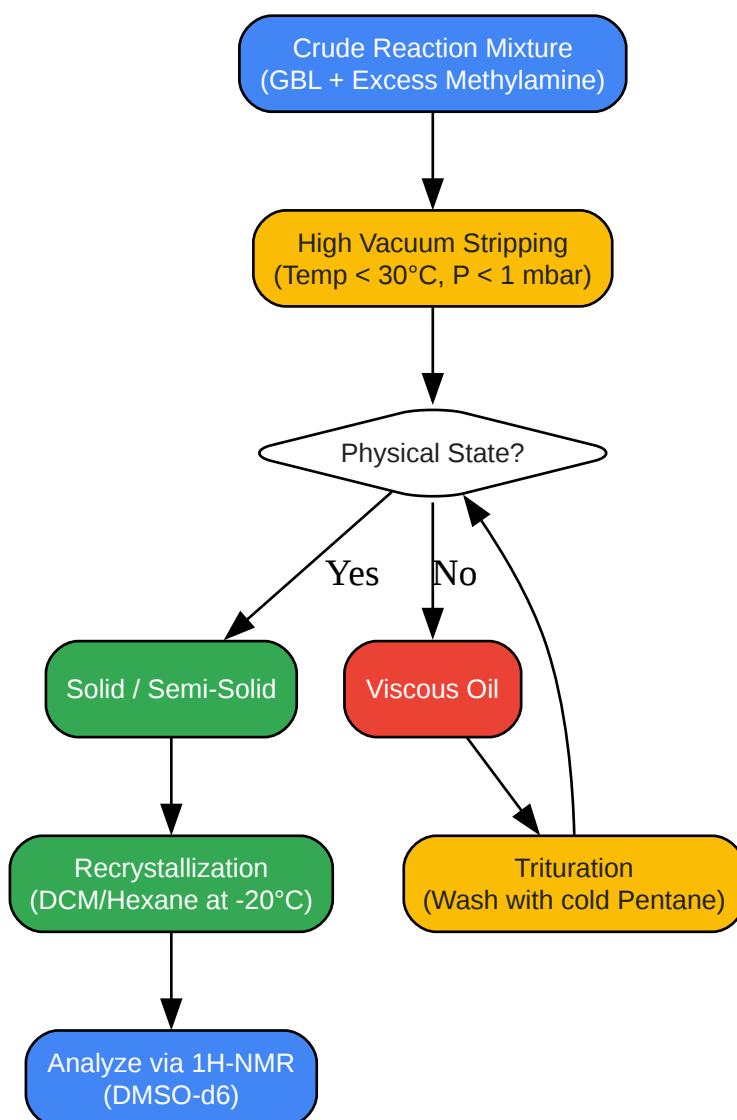 Crude Reaction Mixture
(GBL + Excess Methylamine)
High Vacuum Stripping
(Temp < 30°C, P < 1 mbar)
Physical State?
Yes
No
Solid / Semi-Solid
Viscous Oil
Recrystallization
(DCM/Hexane at -20°C)
Trituration
(Wash with cold Pentane)
Analyze via 1H-NMR
(DMSO-d6)